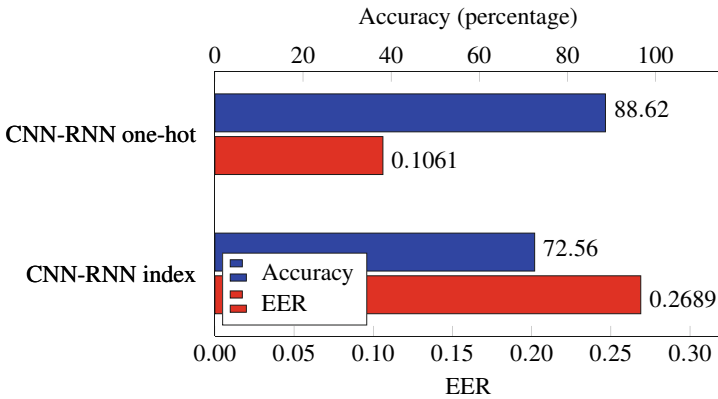 Accuracy (percentage)
0 20 40 60 80 100
CNN-RNN one-hot
88.62
0.1061
CNN-RNN index
72.56
0.2689
Accuracy
EER
0.00 0.05 0.10 0.15 0.20 0.25 0.30
EER